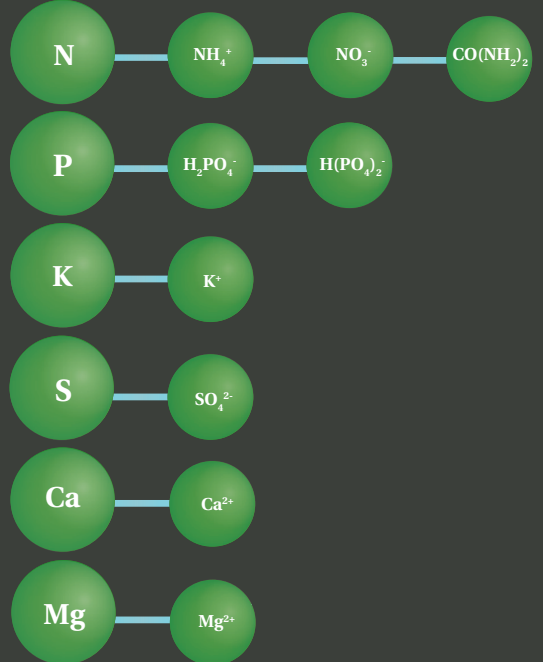 N NH₄⁺ NO₃⁻ CO(NH₂)₂
P H₂PO₄⁻ H(PO₄)₂⁻
K K⁺
S SO₄²⁻
Ca Ca²⁺
Mg Mg²⁺